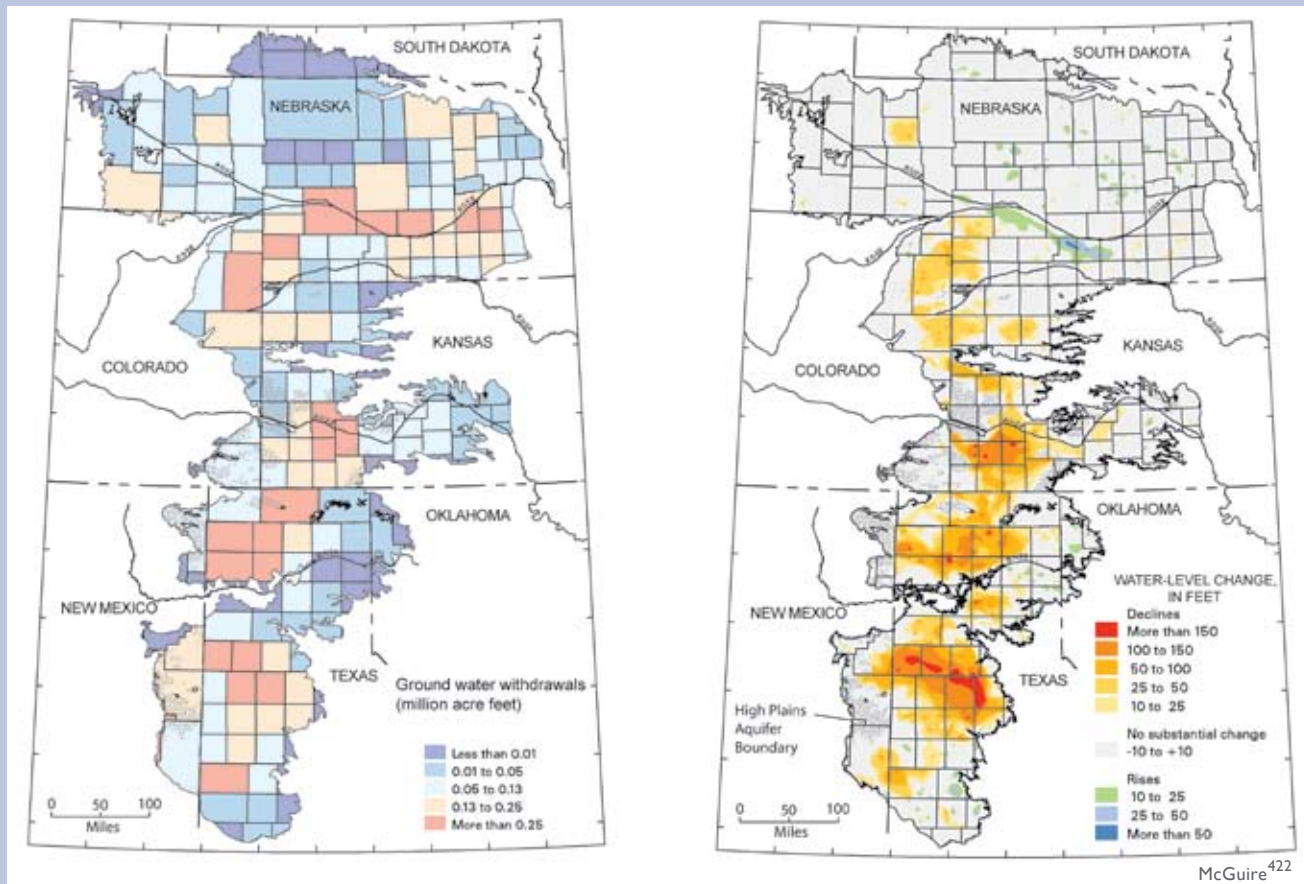 SOUTH DAKOTA
NEBRASKA
COLORADO
KANSAS
OKLAHOMA
NEW MEXICO
TEXAS
Ground water withdrawals
(million acre feet)
Less than 0.01
0.01 to 0.05
0.05 to 0.13
0.13 to 0.25
More than 0.25
0 50 100
Miles
SOUTH DAKOTA
NEBRASKA
COLORADO
KANSAS
OKLAHOMA
NEW MEXICO
TEXAS
High Plains
Aquifer
Boundary
WATER-LEVEL CHANGE,
IN FEET
Declines
More than 150
100 to 150
50 to 100
25 to 50
10 to 25
No substantial change
-10 to +10
Rises
10 to 25
25 to 50
More than 50
0 50 100
Miles
McGuire422